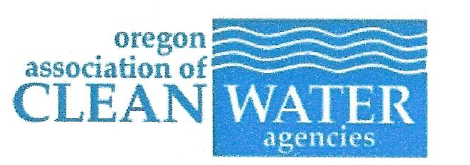 oregon
association of
CLEAN WATER
agencies